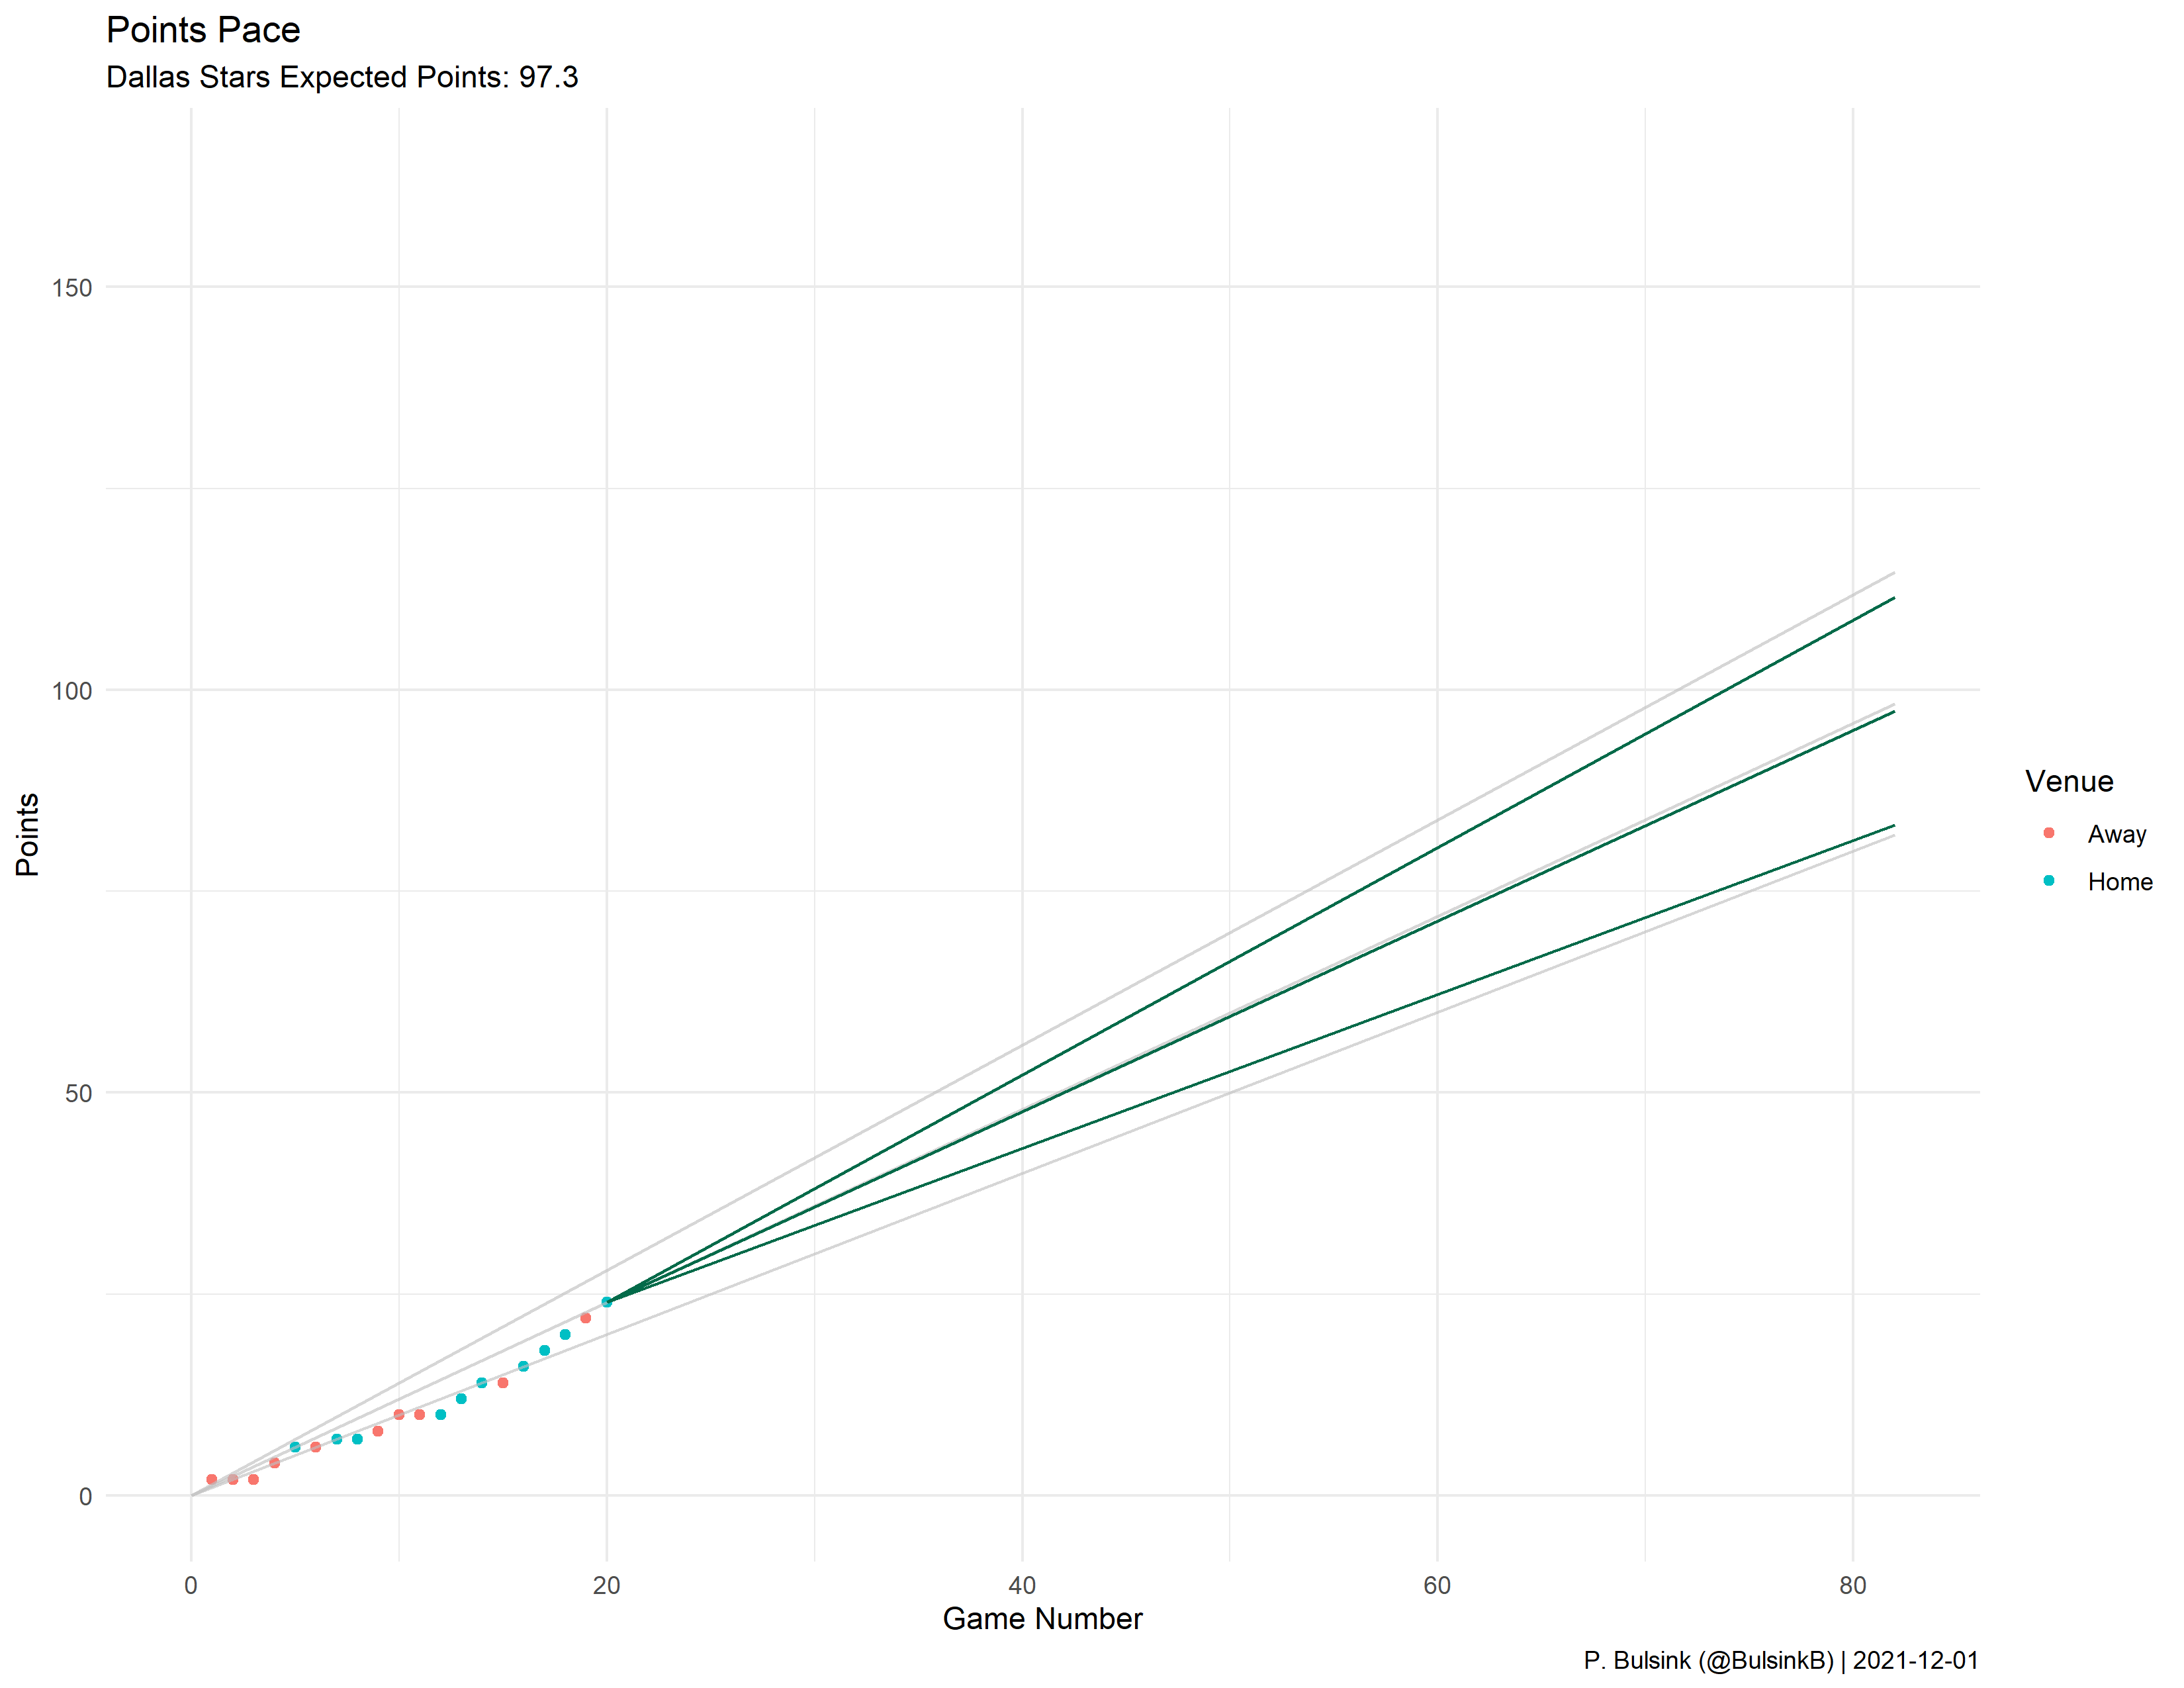 Points Pace
Dallas Stars Expected Points: 97.3
150
100
50
0
Points
0 20 40 60 80
Game Number
Venue
Away
Home
P. Bulsink (@BulsinkB) | 2021-12-01